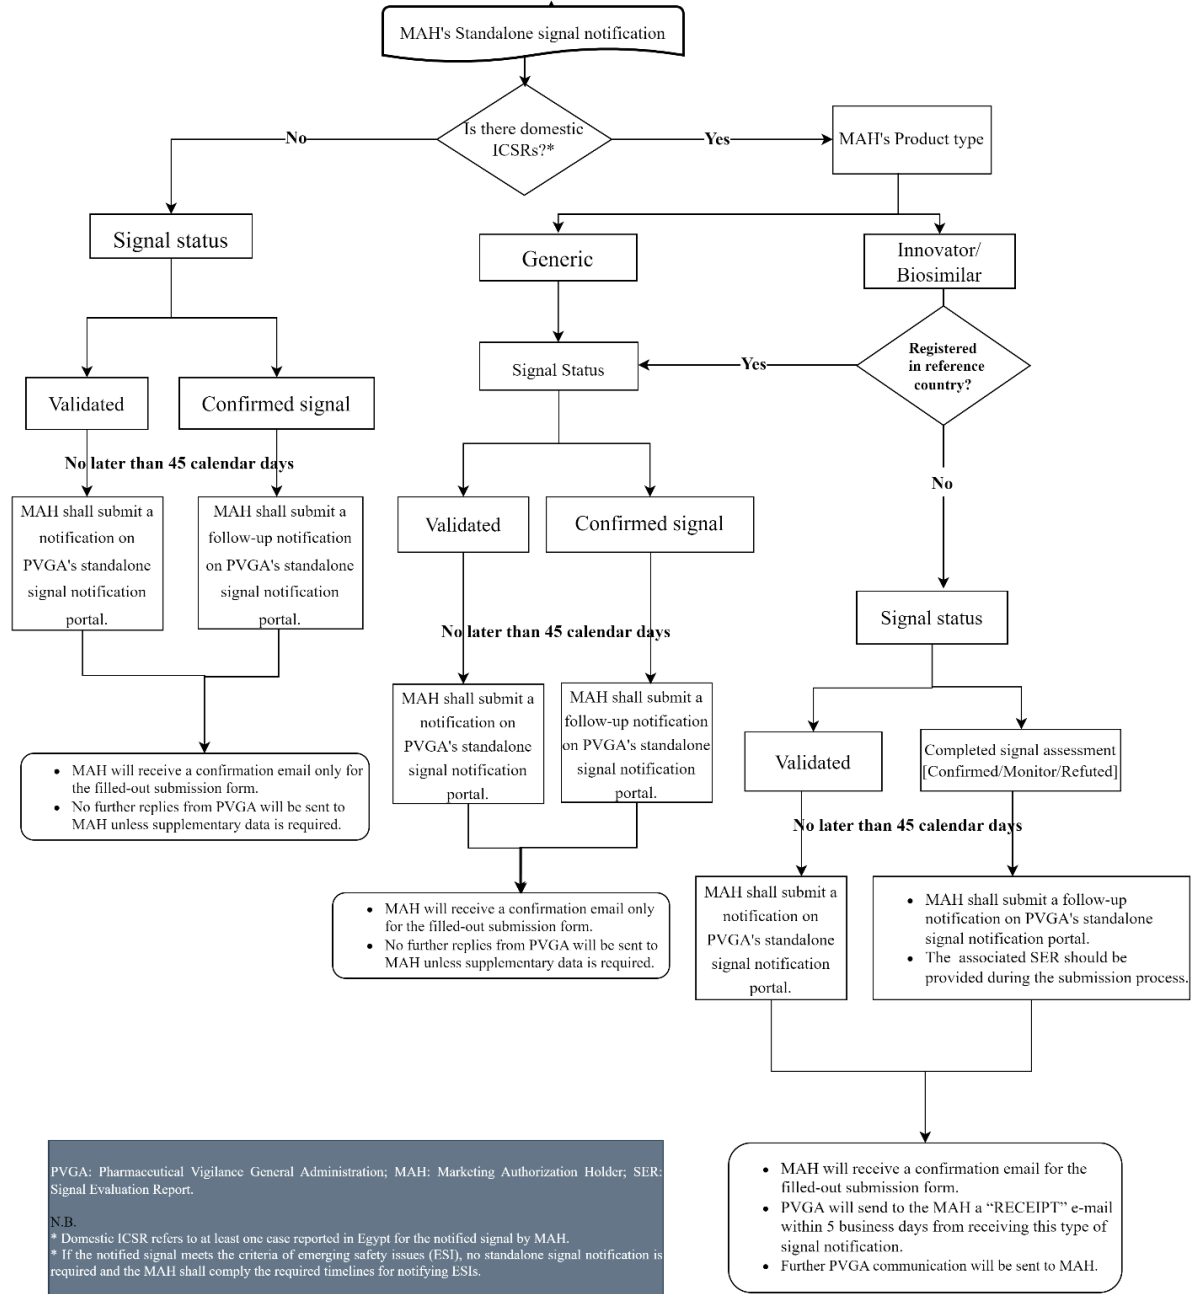 MAH's Standalone signal notification
Is there domestic
ICSRs?*
No
Yes
MAH's Product type
Signal status
Generic
Innovator/
Biosimilar
Registered
in reference
country?
Yes
No
Signal Status
Validated
Confirmed signal
No later than 45 calendar days
MAH shall submit a
notification on
PVGA's standalone
signal notification
portal.
MAH shall submit a
follow-up notification
on PVGA's standalone
signal notification
portal.
MAH will receive a confirmation email only for
the filled-out submission form.
No further replies from PVGA will be sent to
MAH unless supplementary data is required.
Validated
Confirmed signal
No later than 45 calendar days
MAH shall submit a
notification on
PVGA's standalone
signal notification
portal.
MAH shall submit a
follow-up notification
on PVGA's standalone
signal notification
portal.
MAH will receive a confirmation email only
for the filled-out submission form.
No further replies from PVGA will be sent to
MAH unless supplementary data is required.
Signal status
Validated
Completed signal assessment
[Confirmed/Monitor/Refuted]
No later than 45 calendar days
MAH shall submit a
notification on
PVGA's standalone
signal notification
portal.
MAH shall submit a follow-up
notification on PVGA's standalone
signal notification portal.
The associated SER should be
provided during the submission process.
MAH will receive a confirmation email for the
filled-out submission form.
PVGA will send to the MAH a “RECEIPT” e-mail
within 5 business days from receiving this type of
signal notification.
Further PVGA communication will be sent to MAH.
PVGA: Pharmaceutical Vigilance General Administration; MAH: Marketing Authorization Holder; SER:
Signal Evaluation Report.
N.B.
* Domestic ICSR refers to at least one case reported in Egypt for the notified signal by MAH.
* If the notified signal meets the criteria of emerging safety issues (ESI), no standalone signal notification is
required and the MAH shall comply the required timelines for notifying ESIs.